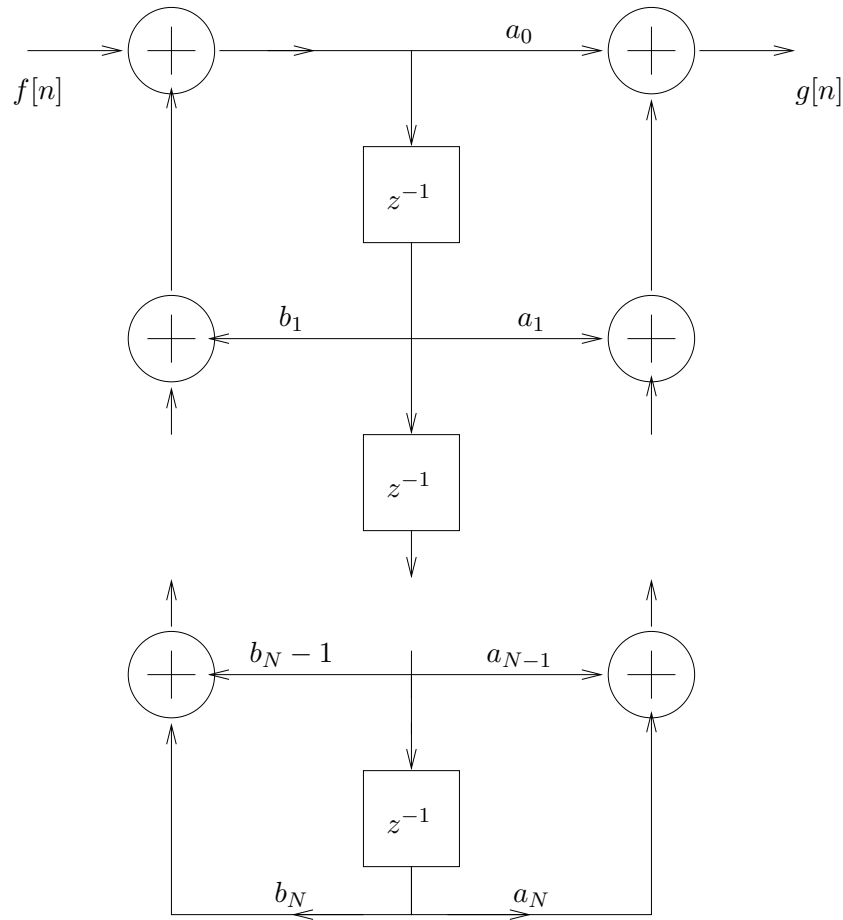 a_0
f[n] g[n]
z^{-1}
b_1 a_1
z^{-1}
b_N − 1 a_{N−1}
z^{-1}
b_N a_N